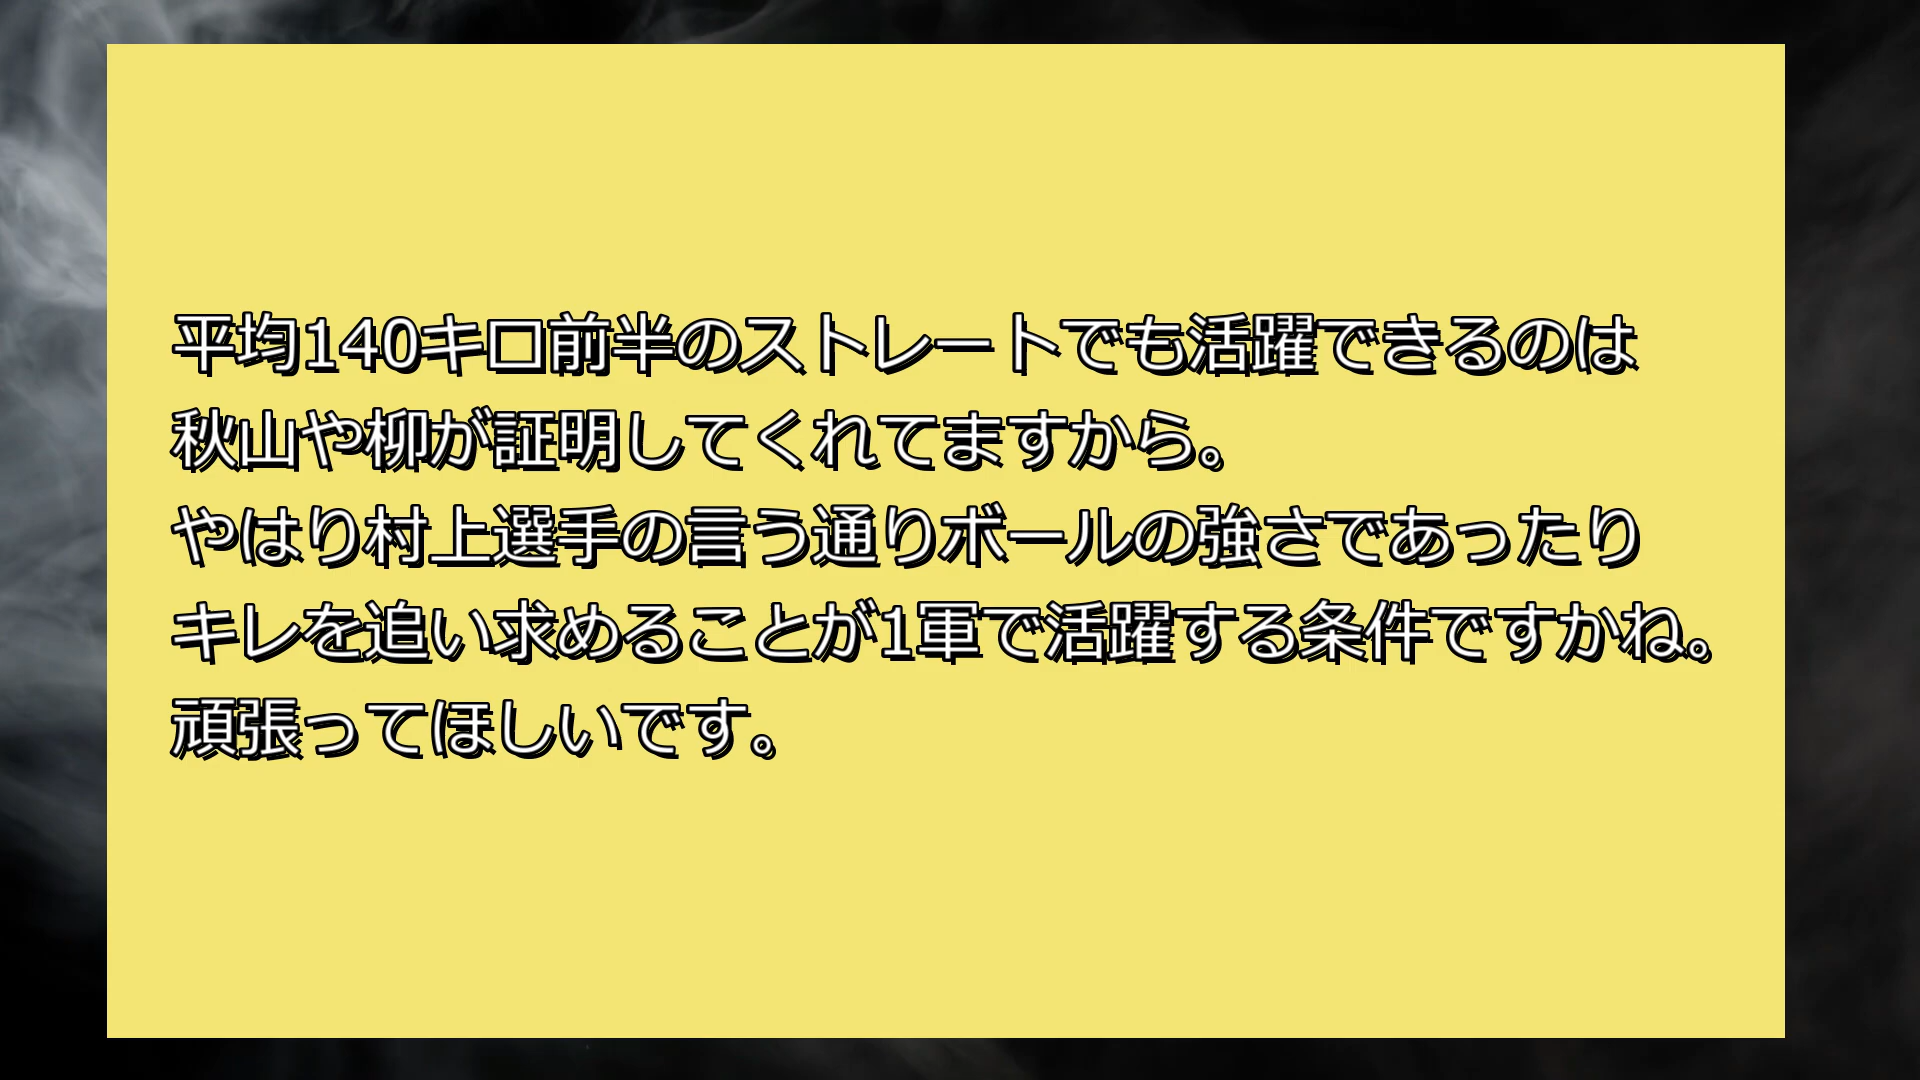 平均140キロ前半のストレートでも活躍できるのは
秋山や柳が証明してくれてますから。
やはり村上選手の言う通りボールの強さであったり
キレを追い求めることが1軍で活躍する条件ですかね。
頑張ってほしいです。